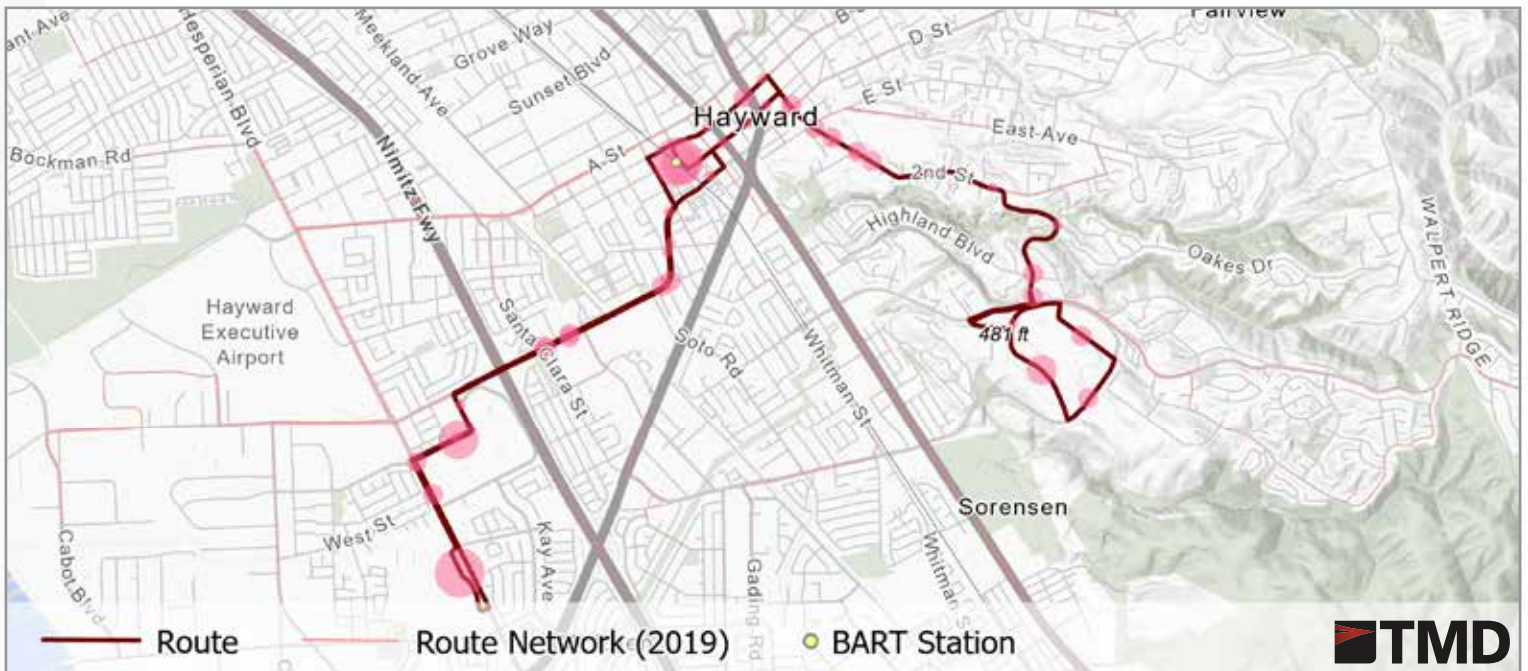 Fairview
ant-Ave
Hesperian-Blvd
Meekland-Ave
Grove Way
Sunset Blvd
D St
E St
Hayward
East-Ave
Bockman-Rd
Nimitz Fwy
A-St
2nd-St
Highland Blvd
Oakes Dr
WALPERT RIDGE
Hayward
Executive
Airport
Santa Clara St
Soto Rd
Whitman-St
481 ft
Sorensen
West-St
Kay Ave
Cabot Blvd
Gading Rd
Whitman S
Route
Route Network (2019)
BART Station
TMD